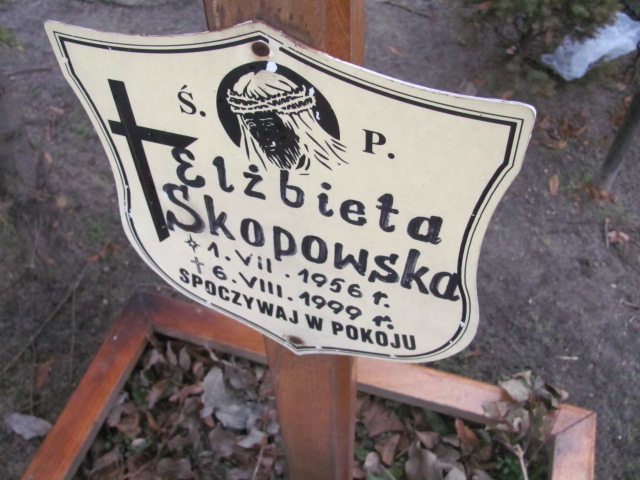 Ś. P.
Elżbieta
Skopowska
* 1. VII. 1956 r.
✝ 6. VIII. 1999 r.
SPOCZYWAJ W POKOJU